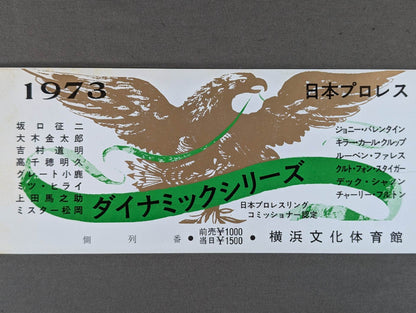 1973
日本プロレス
坂口征二
大木金太郎
吉村道明
高千穂明久
グレート小鹿
ミツ・ヒライ
上田馬之助
ミスター松岡
ジョニー・バレンタイン
キラー・カール・クルップ
ルーベン・ファレス
クルト・フォン・スタイガー
デック・シャノン
チャーリー・フルトン
ダイナミックシリーズ
日本プロレスリング
コミッショナー認定
側 列 番 ● 前売¥1000 当日¥1500 ● 横浜文化体育館